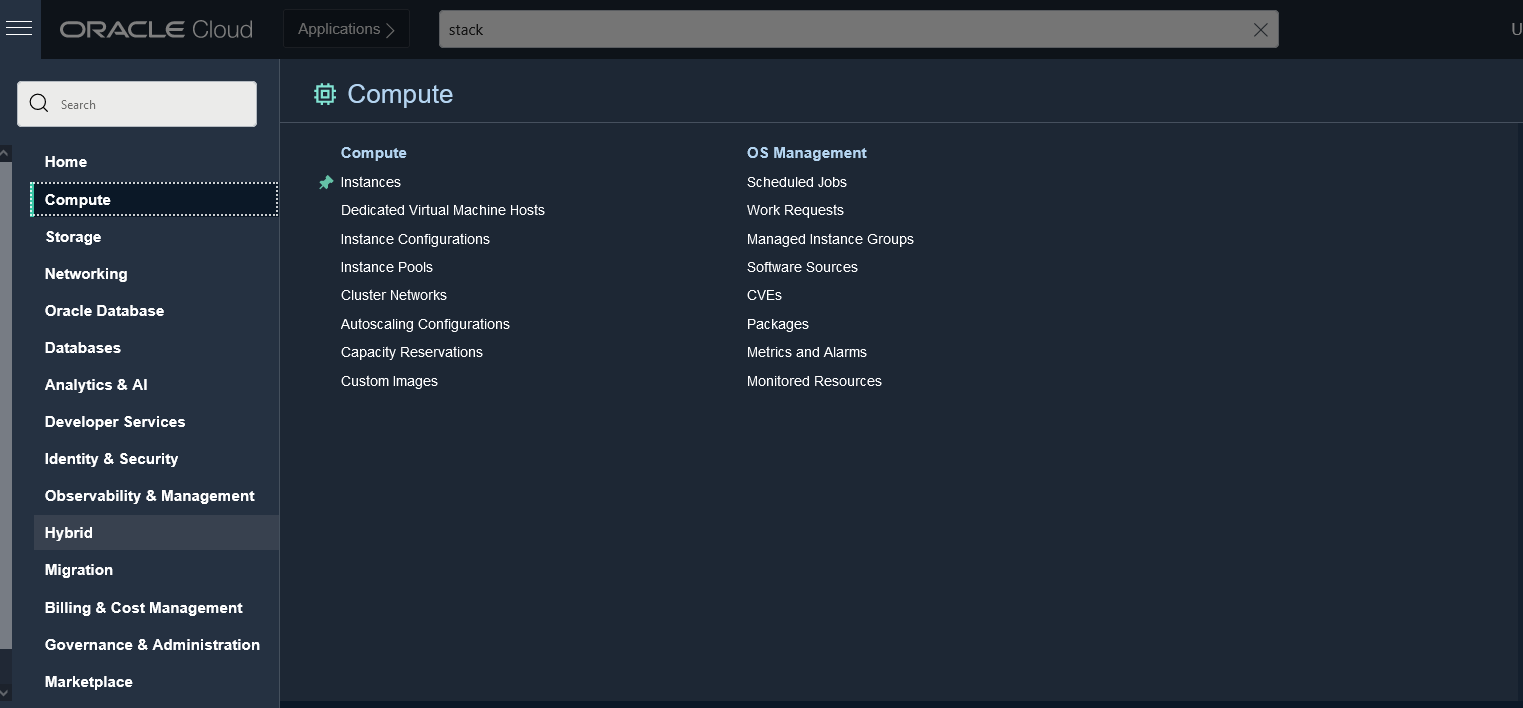 ORACLE Cloud
Applications
stack
U
Search
Home
Compute
Storage
Networking
Oracle Database
Databases
Analytics & AI
Developer Services
Identity & Security
Observability & Management
Hybrid
Migration
Billing & Cost Management
Governance & Administration
Marketplace
Compute
Compute
Instances
Dedicated Virtual Machine Hosts
Instance Configurations
Instance Pools
Cluster Networks
Autoscaling Configurations
Capacity Reservations
Custom Images
OS Management
Scheduled Jobs
Work Requests
Managed Instance Groups
Software Sources
CVEs
Packages
Metrics and Alarms
Monitored Resources